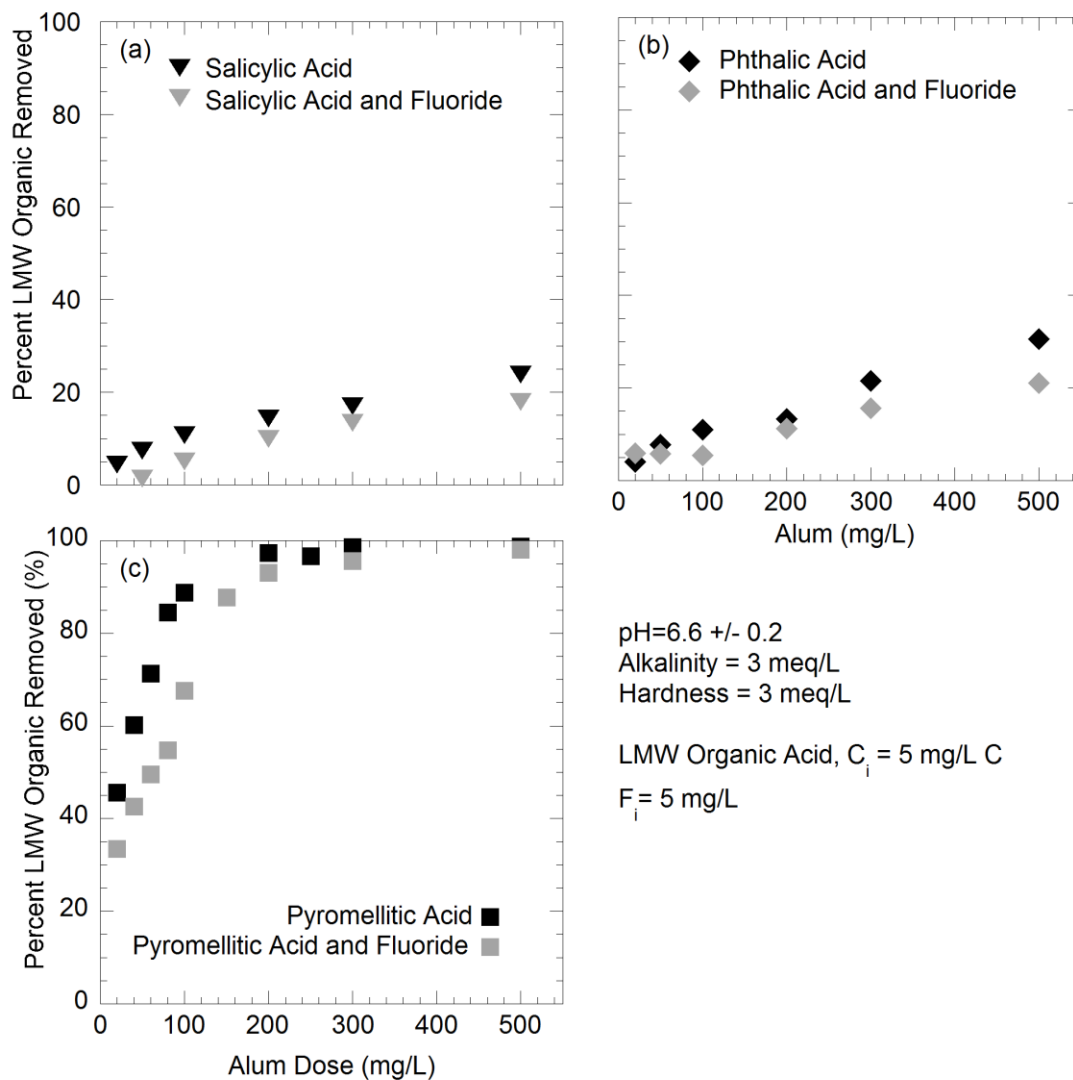 Percent LMW Organic Removed
100
80
60
40
20
0
(a)
Salicylic Acid
Salicylic Acid and Fluoride
(b)
Phthalic Acid
Phthalic Acid and Fluoride
0 100 200 300 400 500
Alum (mg/L)
Percent LMW Organic Removed (%)
100
80
60
40
20
0
(c)
Pyromellitic Acid
Pyromellitic Acid and Fluoride
0 100 200 300 400 500
Alum Dose (mg/L)
pH=6.6 +/- 0.2
Alkalinity = 3 meq/L
Hardness = 3 meq/L
LMW Organic Acid, Ci = 5 mg/L C
Fi= 5 mg/L